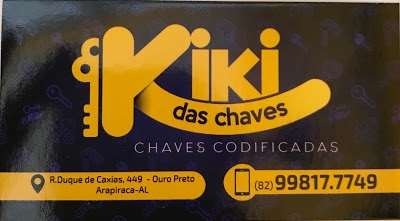 Kiki
das chaves
CHAVES CODIFICADAS
R.Duque de Caxias, 449 - Ouro Preto
Arapiraca-AL
(82) 99817.7749